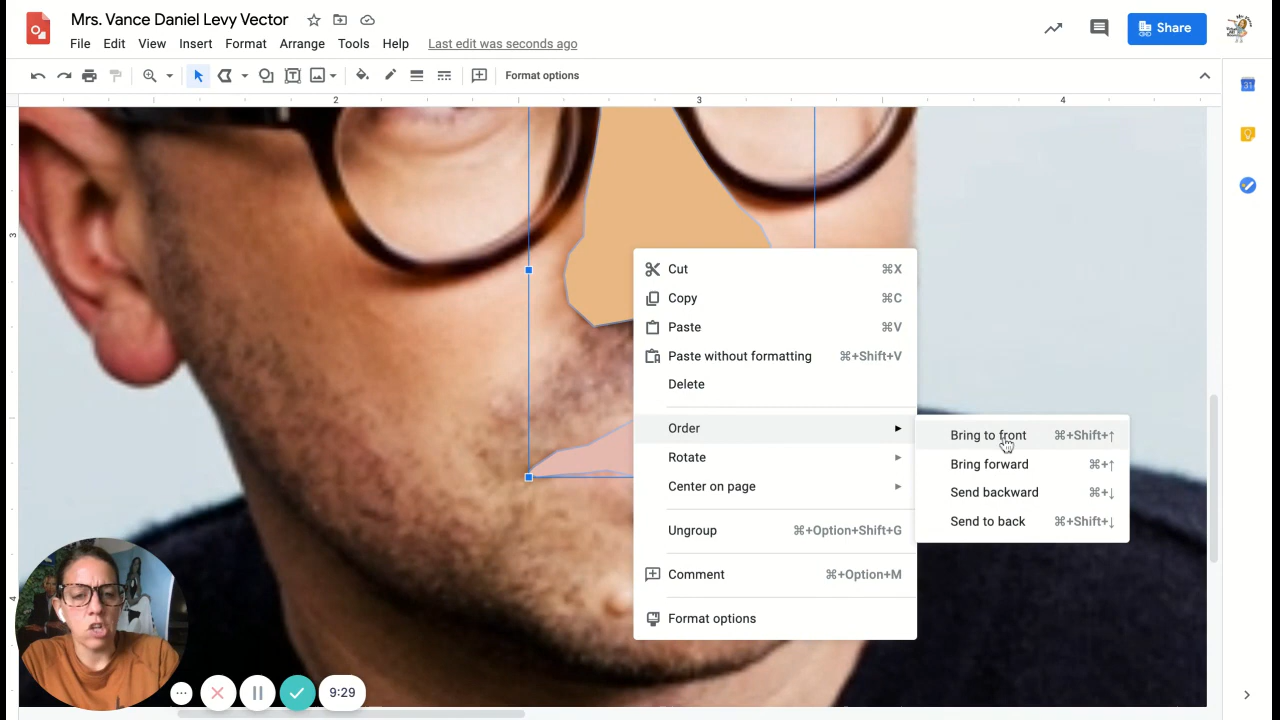 Mrs. Vance Daniel Levy Vector
File Edit View Insert Format Arrange Tools Help Last edit was seconds ago
Share
Format options
2 3 4
3
4
31
Cut ⌘X
Copy ⌘C
Paste ⌘V
Paste without formatting ⌘+Shift+V
Delete
Order
Rotate
Center on page
Ungroup ⌘+Option+Shift+G
Comment ⌘+Option+M
Format options
Bring to front ⌘+Shift+↑
Bring forward ⌘+↑
Send backward ⌘+↓
Send to back ⌘+Shift+↓
9:29